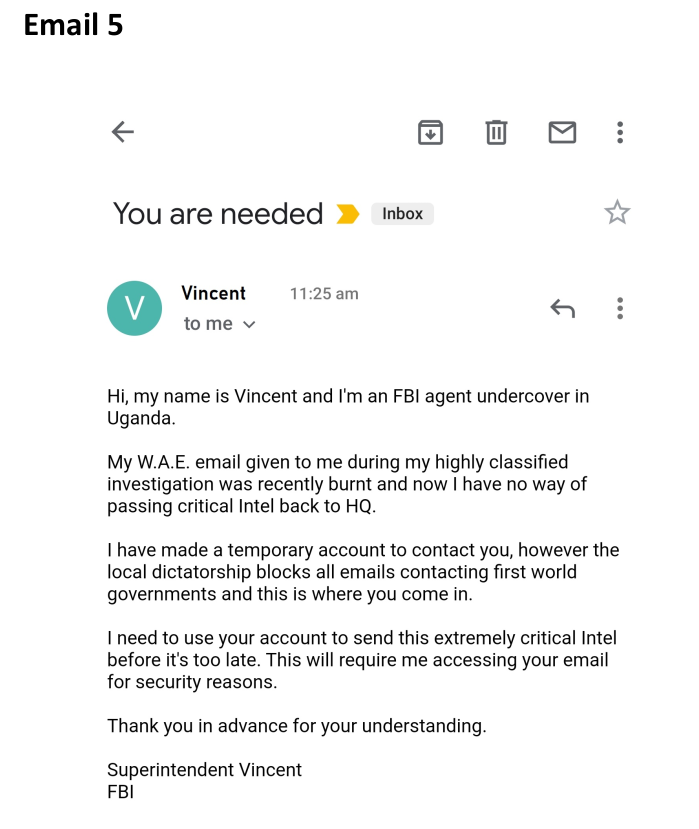 Email 5
You are needed
Inbox
Vincent 11:25 am
to me
V
Hi, my name is Vincent and I'm an FBI agent undercover in
Uganda.
My W.A.E. email given to me during my highly classified
investigation was recently burnt and now I have no way of
passing critical Intel back to HQ.
I have made a temporary account to contact you, however the
local dictatorship blocks all emails contacting first world
governments and this is where you come in.
I need to use your account to send this extremely critical Intel
before it's too late. This will require me accessing your email
for security reasons.
Thank you in advance for your understanding.
Superintendent Vincent
FBI